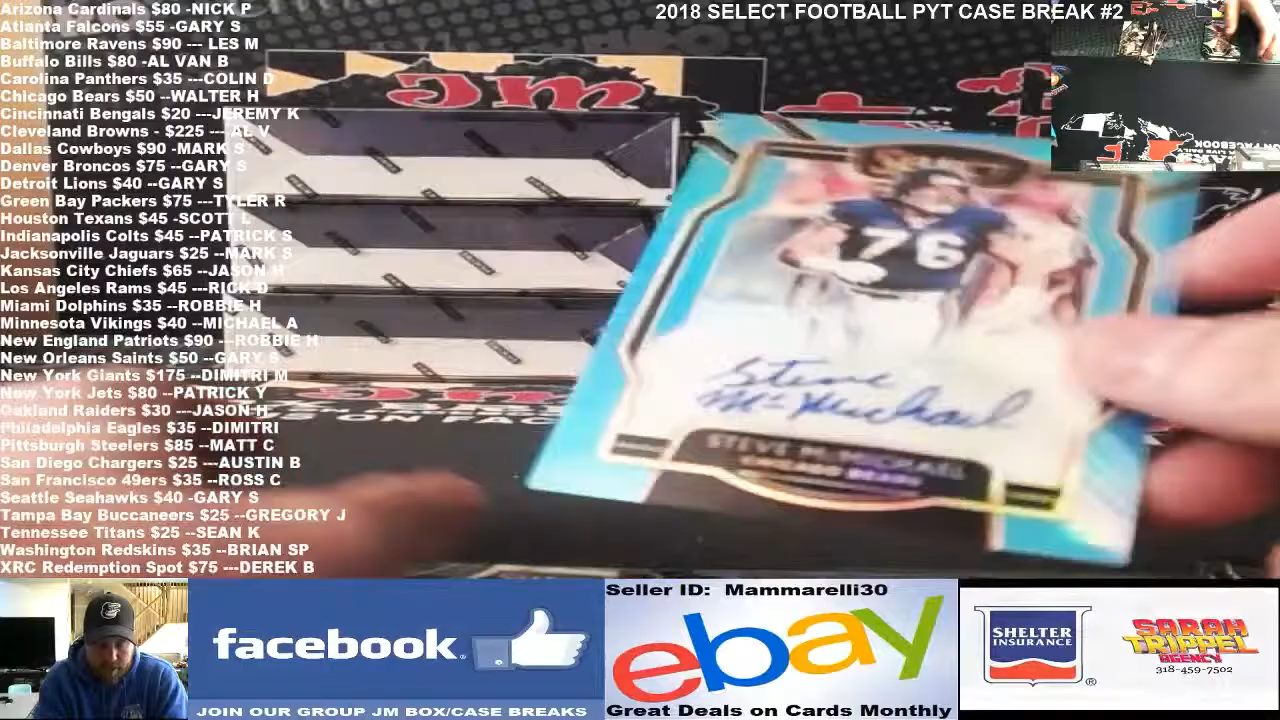 Arizona Cardinals $80 -NICK P
Atlanta Falcons $55 -GARY S
Baltimore Ravens $90 --- LES M
Buffalo Bills $80 -AL VAN B
Carolina Panthers $35 ---COLIN D
Chicago Bears $50 --WALTER H
Cincinnati Bengals $20 ---JEREMY K
Cleveland Browns - $225 --- AL V
Dallas Cowboys $90 -MARK S
Denver Broncos $75 --GARY S
Detroit Lions $40 --GARY S
Green Bay Packers $75 ---TYLER R
Houston Texans $45 -SCOTT L
Indianapolis Colts $45 --PATRICK S
Jacksonville Jaguars $25 --MARK S
Kansas City Chiefs $65 --JASON H
Los Angeles Rams $45 ---RICK D
Miami Dolphins $35 --ROBBIE H
Minnesota Vikings $40 --MICHAEL A
New England Patriots $90 ---ROBBIE H
New Orleans Saints $50 --GARY S
New York Giants $175 --DIMITRI M
New York Jets $80 --PATRICK Y
Oakland Raiders $30 ---JASON H
Philadelphia Eagles $35 --DIMITRI
Pittsburgh Steelers $85 --MATT C
San Diego Chargers $25 ---AUSTIN B
San Francisco 49ers $35 --ROSS C
Seattle Seahawks $40 -GARY S
Tampa Bay Buccaneers $25 --GREGORY J
Tennessee Titans $25 --SEAN K
Washington Redskins $35 --BRIAN SP
XRC Redemption Spot $75 ---DEREK B
2018 SELECT FOOTBALL PYT CASE BREAK #2
JM
76
Steve
McMichael
STEVE McMICHAEL
CHICAGO BEARS
facebook
JOIN OUR GROUP JM BOX/CASE BREAKS
Seller ID: Mammarelli30
ebay
Great Deals on Cards Monthly
SHELTER
INSURANCE
SARAH
TRIPPEL
AGENCY
318-459-7502